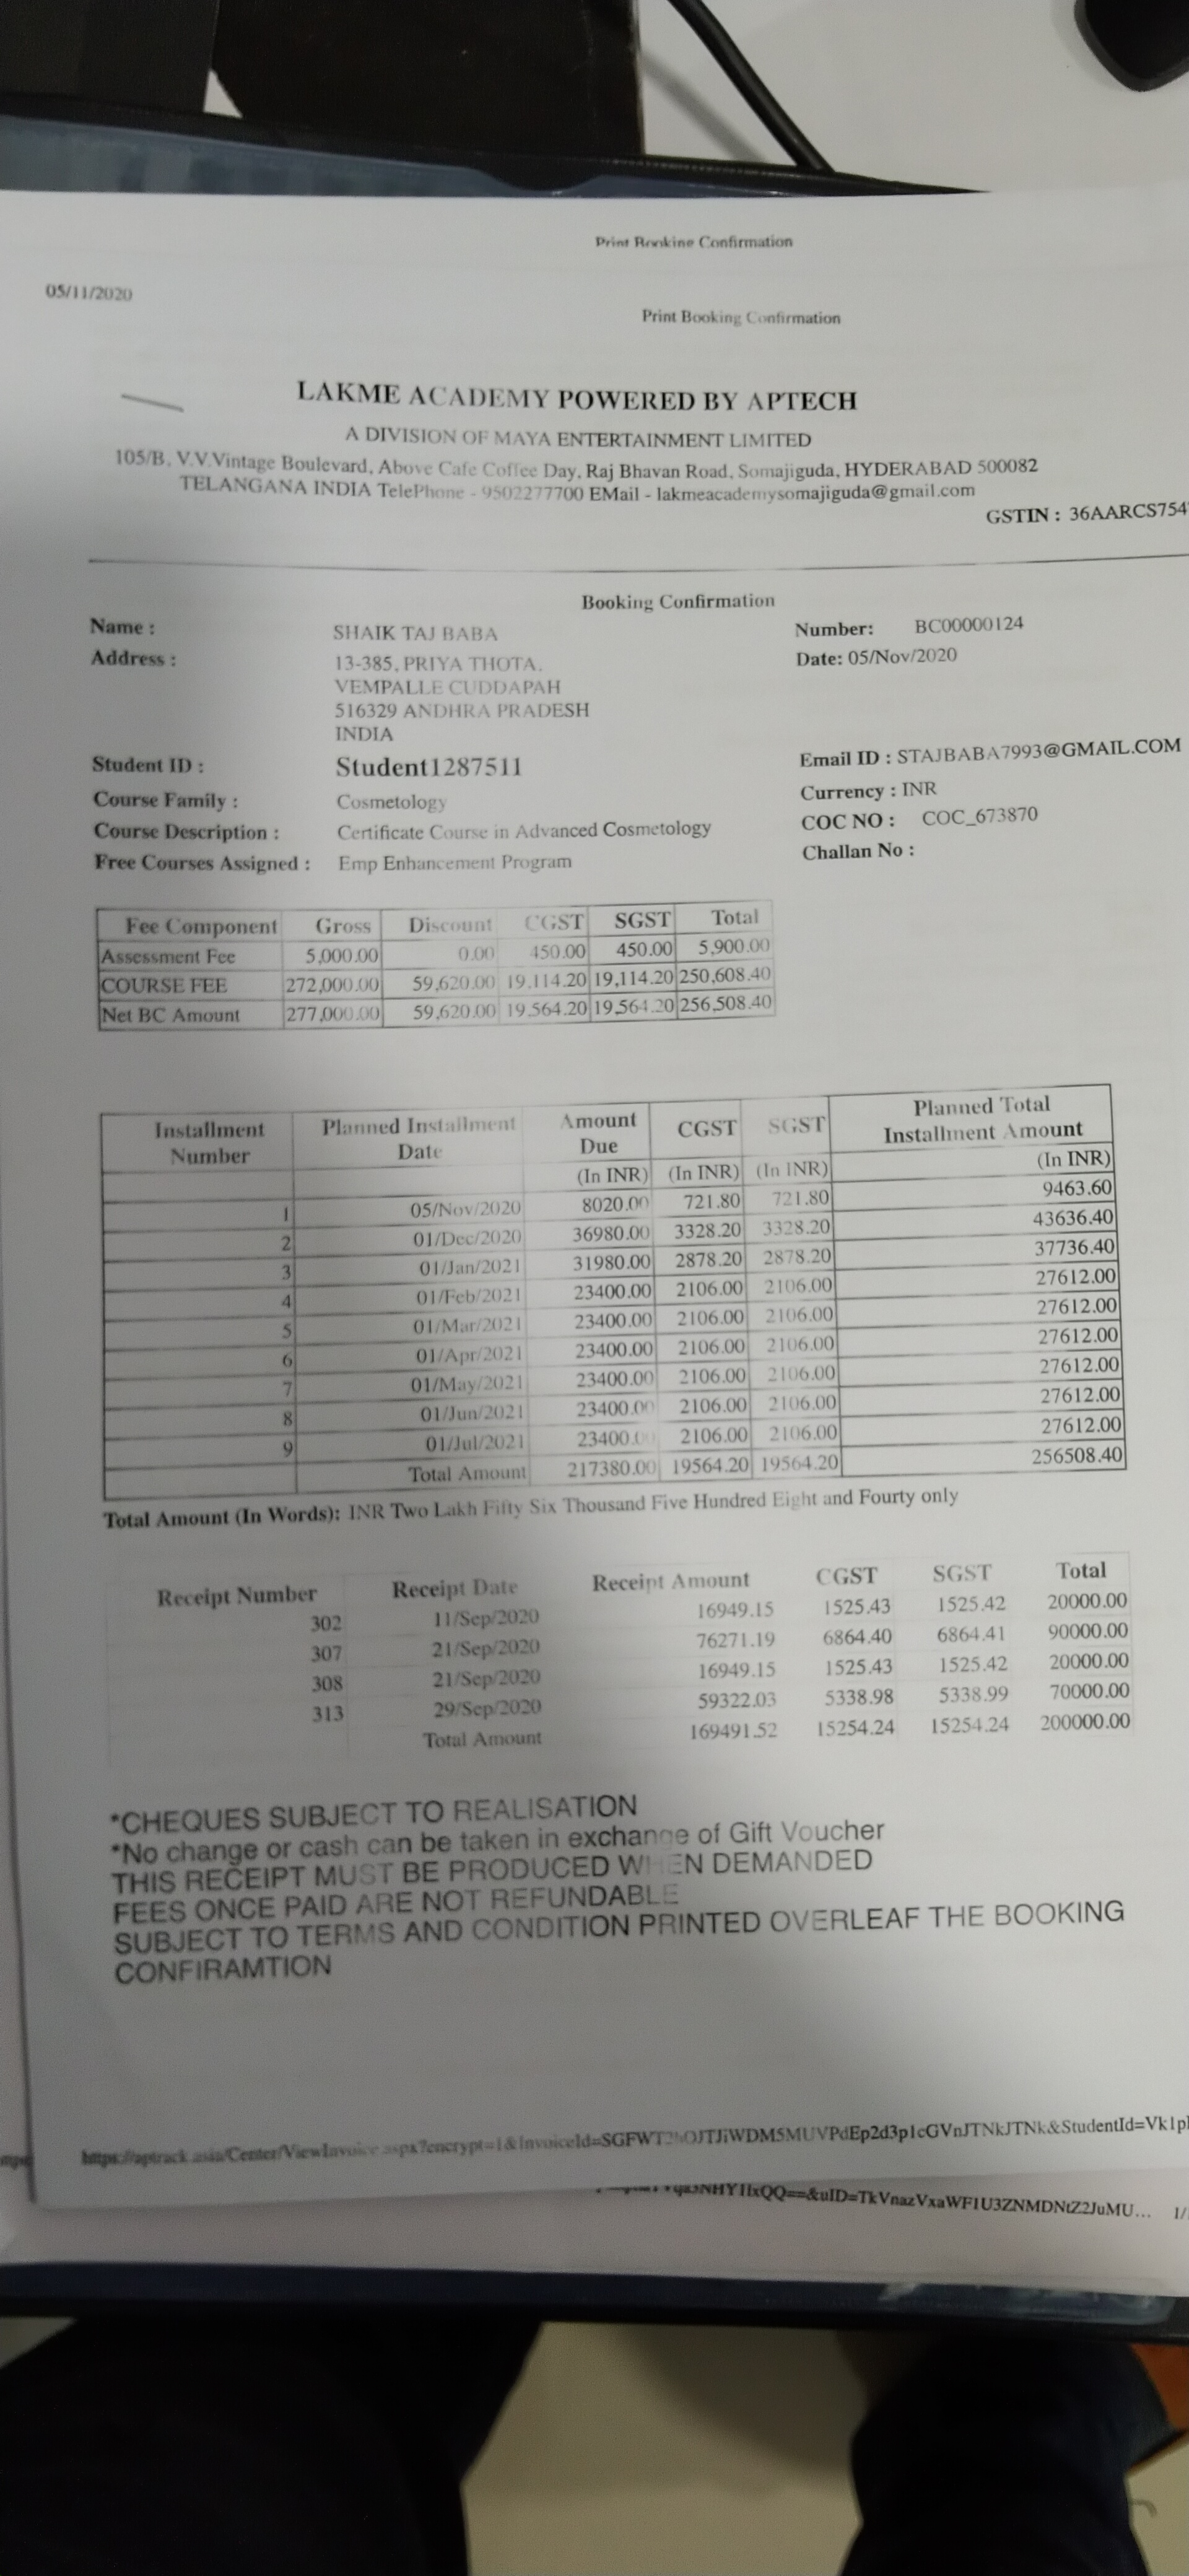 Print Booking Confirmation
05/11/2020
Print Booking Confirmation
LAKME ACADEMY POWERED BY APTECH
A DIVISION OF MAYA ENTERTAINMENT LIMITED
105/B, V.V.Vintage Boulevard, Above Cafe Coffee Day, Raj Bhavan Road, Somajiguda, HYDERABAD 500082
TELANGANA INDIA TelePhone - 9502277700 EMail - lakmeacademysomajiguda@gmail.com
GSTIN : 36AARCS754
Booking Confirmation
Name : SHAIK TAJ BABA Number: BC00000124
Address : 13-385, PRIYA THOTA, Date: 05/Nov/2020
VEMPALLE CUDDAPAH
516329 ANDHRA PRADESH
INDIA
Student ID : Student1287511 Email ID : STAJBABA7993@GMAIL.COM
Course Family : Cosmetology Currency : INR
Course Description : Certificate Course in Advanced Cosmetology COC NO : COC_673870
Free Courses Assigned : Emp Enhancement Program Challan No :
Fee Component Gross Discount CGST SGST Total
Assessment Fee 5,000.00 0.00 450.00 450.00 5,900.00
COURSE FEE 272,000.00 59,620.00 19,114.20 19,114.20 250,608.40
Net BC Amount 277,000.00 59,620.00 19,564.20 19,564.20 256,508.40
Installment Number Planned Installment Date Amount Due CGST SGST Planned Total Installment Amount
(In INR) (In INR) (In INR) (In INR)
1 05/Nov/2020 8020.00 721.80 721.80 9463.60
2 01/Dec/2020 36980.00 3328.20 3328.20 43636.40
3 01/Jan/2021 31980.00 2878.20 2878.20 37736.40
4 01/Feb/2021 23400.00 2106.00 2106.00 27612.00
5 01/Mar/2021 23400.00 2106.00 2106.00 27612.00
6 01/Apr/2021 23400.00 2106.00 2106.00 27612.00
7 01/May/2021 23400.00 2106.00 2106.00 27612.00
8 01/Jun/2021 23400.00 2106.00 2106.00 27612.00
9 01/Jul/2021 23400.00 2106.00 2106.00 27612.00
Total Amount 217380.00 19564.20 19564.20 256508.40
Total Amount (In Words): INR Two Lakh Fifty Six Thousand Five Hundred Eight and Fourty only
Receipt Number Receipt Date Receipt Amount CGST SGST Total
302 11/Sep/2020 16949.15 1525.43 1525.42 20000.00
307 21/Sep/2020 76271.19 6864.40 6864.41 90000.00
308 21/Sep/2020 16949.15 1525.43 1525.42 20000.00
313 29/Sep/2020 59322.03 5338.98 5338.99 70000.00
Total Amount 169491.52 15254.24 15254.24 200000.00
*CHEQUES SUBJECT TO REALISATION
*No change or cash can be taken in exchange of Gift Voucher
THIS RECEIPT MUST BE PRODUCED WHEN DEMANDED
FEES ONCE PAID ARE NOT REFUNDABLE
SUBJECT TO TERMS AND CONDITION PRINTED OVERLEAF THE BOOKING
CONFIRAMTION